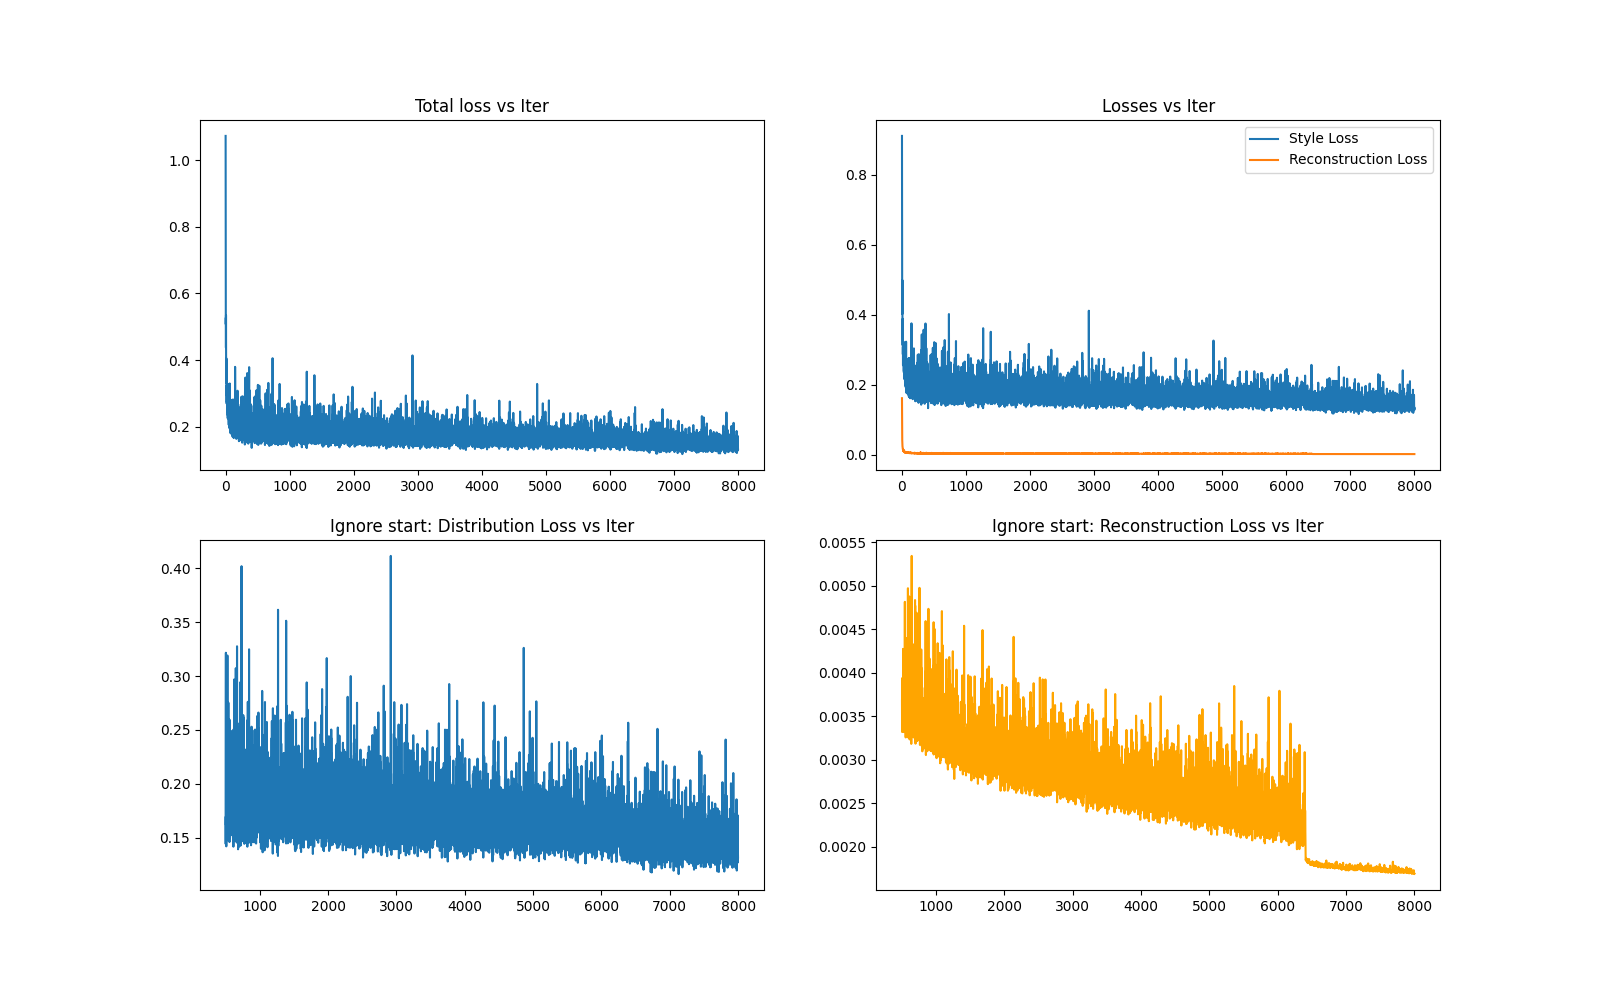 Total loss vs Iter
1.0
0.8
0.6
0.4
0.2
0 1000 2000 3000 4000 5000 6000 7000 8000
Losses vs Iter
Style Loss
Reconstruction Loss
0.8
0.6
0.4
0.2
0.0
0 1000 2000 3000 4000 5000 6000 7000 8000
Ignore start: Distribution Loss vs Iter
0.40
0.35
0.30
0.25
0.20
0.15
1000 2000 3000 4000 5000 6000 7000 8000
Ignore start: Reconstruction Loss vs Iter
0.0055
0.0050
0.0045
0.0040
0.0035
0.0030
0.0025
0.0020
1000 2000 3000 4000 5000 6000 7000 8000